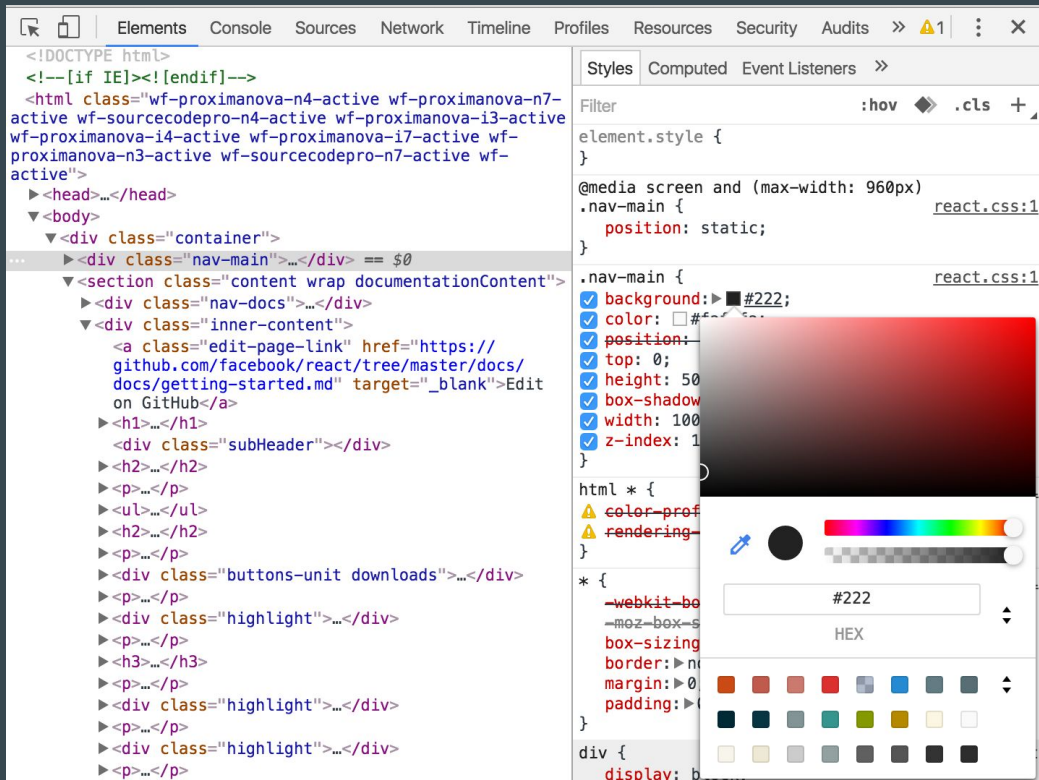 Elements Console Sources Network Timeline Profiles Resources Security Audits » 1
<!DOCTYPE html>
<!--[if IE]><![endif]-->
<html class="wf-proximanova-n4-active wf-proximanova-n7-
active wf-sourcecodepro-n4-active wf-proximanova-i3-active
wf-proximanova-i4-active wf-proximanova-i7-active wf-
proximanova-n3-active wf-sourcecodepro-n7-active wf-
active">
<head>…</head>
<body>
<div class="container">
… <div class="nav-main">…</div> == $0
<section class="content wrap documentationContent">
<div class="nav-docs">…</div>
<div class="inner-content">
<a class="edit-page-link" href="https://
github.com/facebook/react/tree/master/docs/
docs/getting-started.md" target="_blank">Edit
on GitHub</a>
<h1>…</h1>
<div class="subHeader"></div>
<h2>…</h2>
<p>…</p>
<ul>…</ul>
<h2>…</h2>
<p>…</p>
<div class="buttons-unit downloads">…</div>
<p>…</p>
<div class="highlight">…</div>
<p>…</p>
<h3>…</h3>
<p>…</p>
<div class="highlight">…</div>
<p>…</p>
<div class="highlight">…</div>
<p>…</p>
Styles Computed Event Listeners »
Filter :hov .cls +
element.style {
}
@media screen and (max-width: 960px)
.nav-main { react.css:1
position: static;
}
.nav-main { react.css:1
background: #222;
color:
position:
top: 0;
height: 50
box-shadow
width: 100
z-index: 1
}
html * {
color-prof
rendering-
}
* {
-webkit-bo
-moz-box-s
box-sizing
border: no
margin: 0
padding:
}
div {
display:
#222
HEX